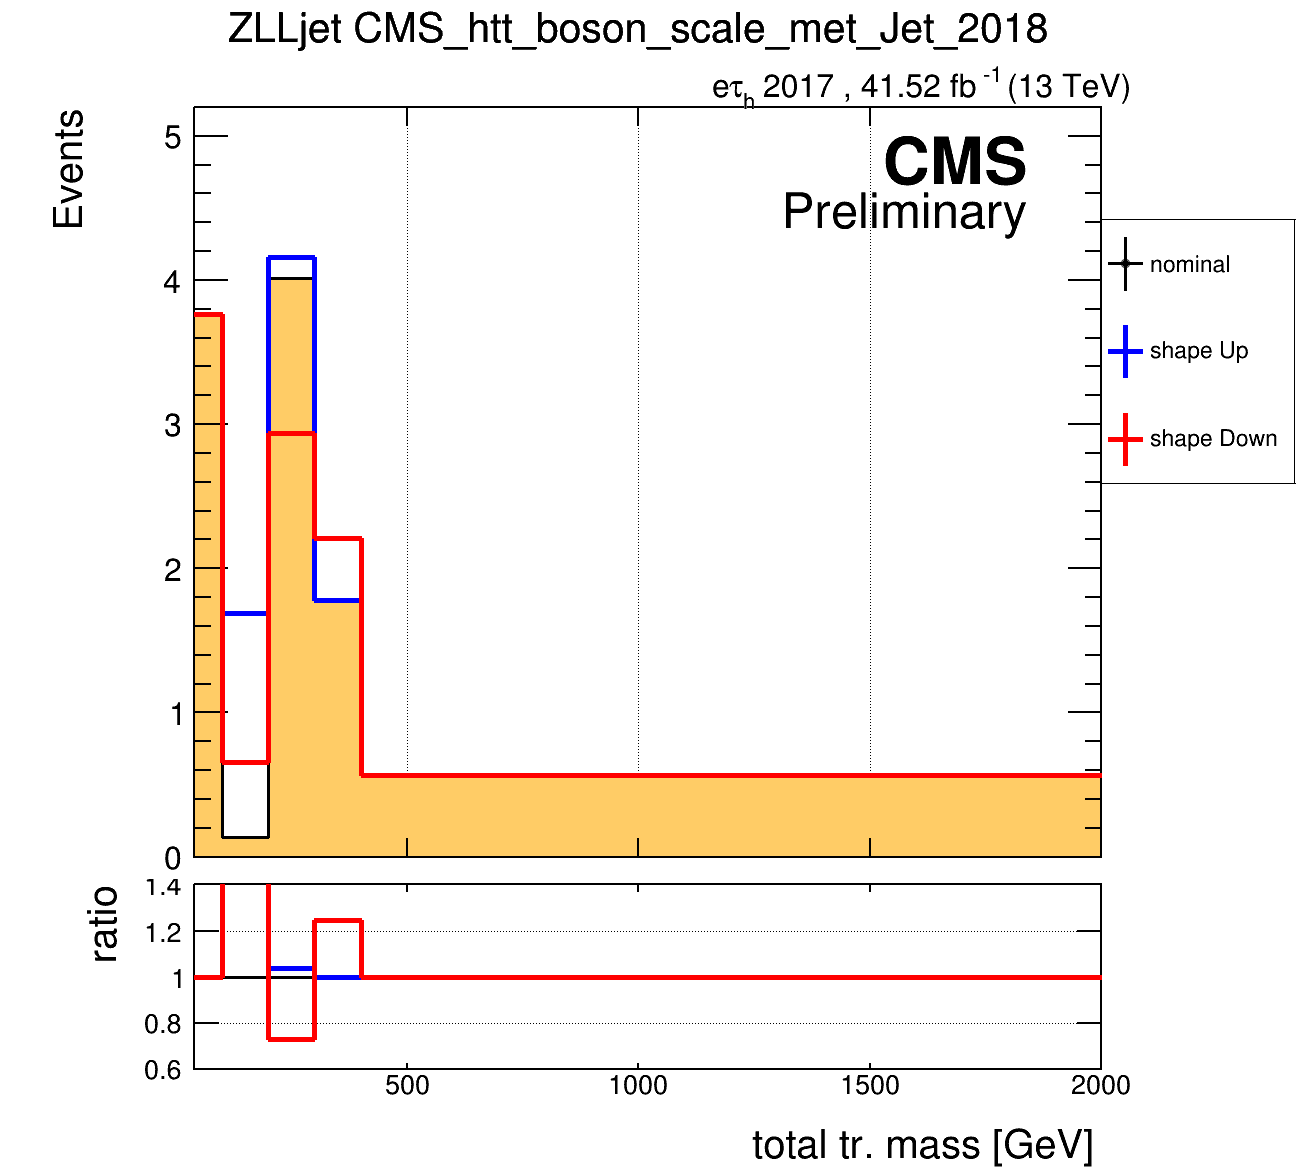 ZLLjet CMS_htt_boson_scale_met_Jet_2018
eτh 2017 , 41.52 fb-1 (13 TeV)
Events
CMS
Preliminary
5
4
3
2
1
0
nominal
shape Up
shape Down
ratio
1.4
1.2
1
0.8
0.6
500 1000 1500 2000
total tr. mass [GeV]